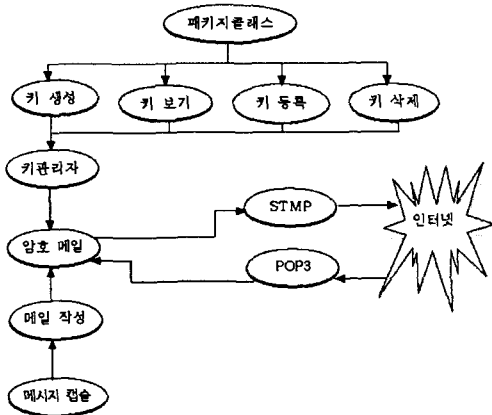 패키지클래스
키 생성
키 보기
키 등록
키 삭제
키관리자
STMP
인터넷
암호 메일
POP3
메일 작성
메시지 캡슐